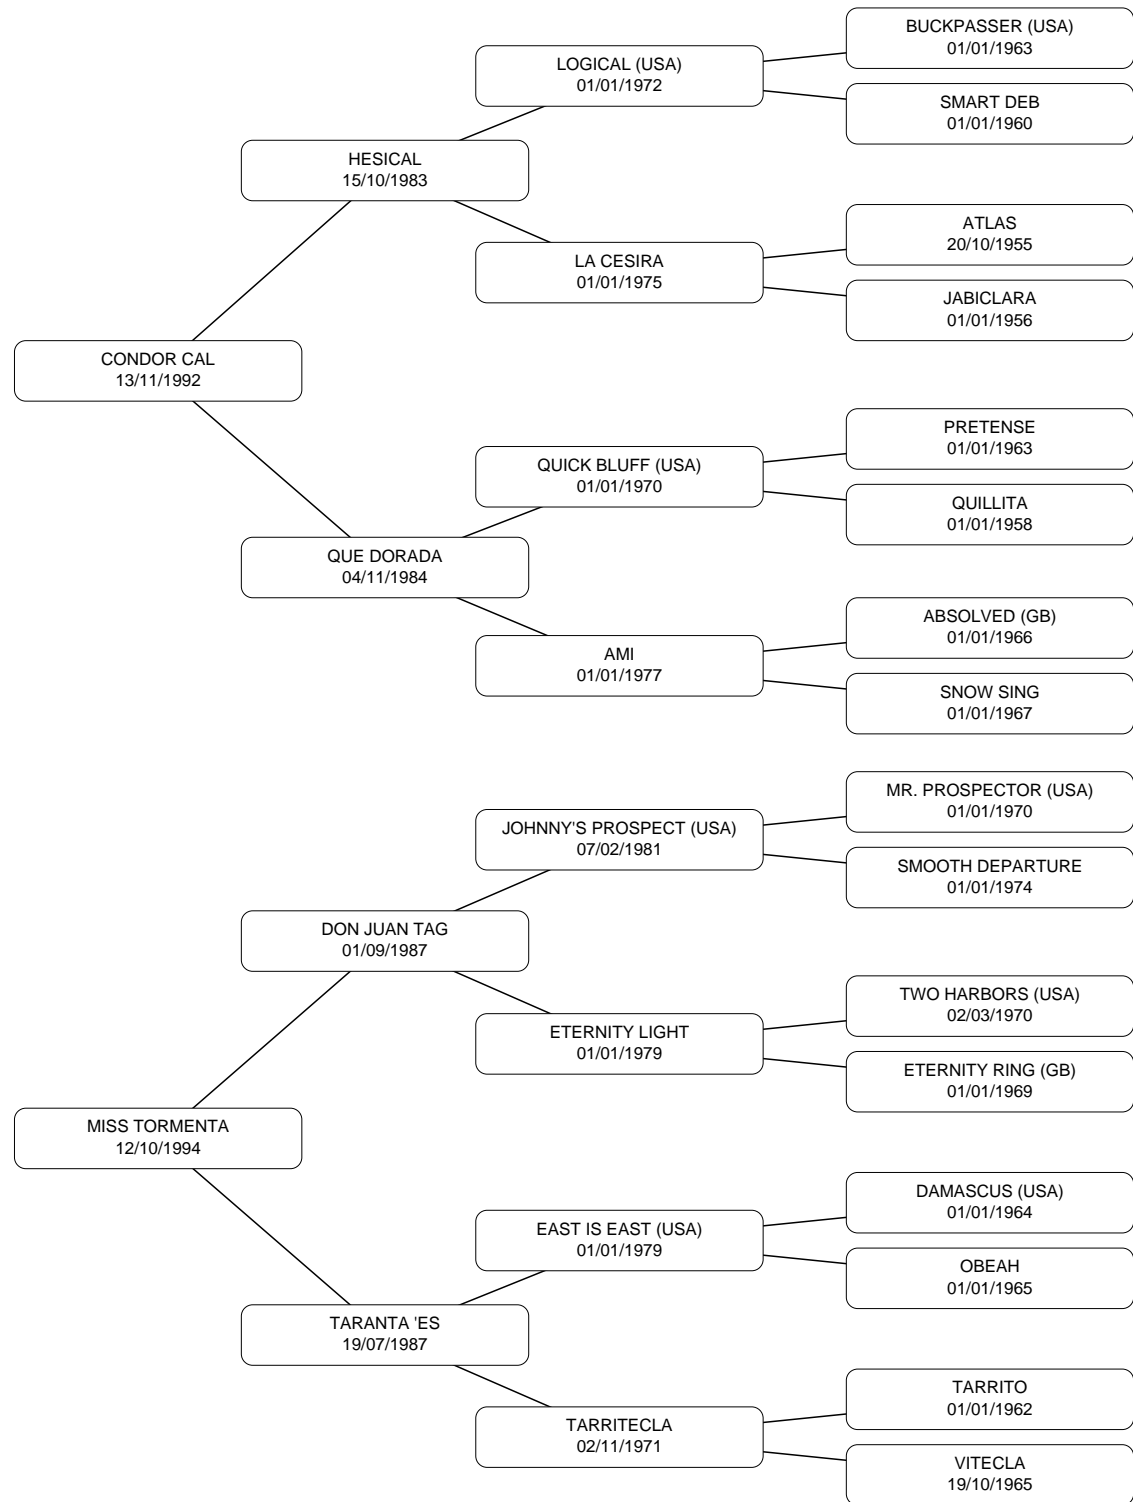 BUCKPASSER (USA)
01/01/1963
LOGICAL (USA)
01/01/1972
SMART DEB
01/01/1960
HESICAL
15/10/1983
ATLAS
20/10/1955
LA CESIRA
01/01/1975
JABICLARA
01/01/1956
CONDOR CAL
13/11/1992
PRETENSE
01/01/1963
QUICK BLUFF (USA)
01/01/1970
QUILLITA
01/01/1958
QUE DORADA
04/11/1984
ABSOLVED (GB)
01/01/1966
AMI
01/01/1977
SNOW SING
01/01/1967
MR. PROSPECTOR (USA)
01/01/1970
JOHNNY'S PROSPECT (USA)
07/02/1981
SMOOTH DEPARTURE
01/01/1974
DON JUAN TAG
01/09/1987
TWO HARBORS (USA)
02/03/1970
ETERNITY LIGHT
01/01/1979
ETERNITY RING (GB)
01/01/1969
MISS TORMENTA
12/10/1994
DAMASCUS (USA)
01/01/1964
EAST IS EAST (USA)
01/01/1979
OBEAH
01/01/1965
TARANTA 'ES
19/07/1987
TARRITO
01/01/1962
TARRITECLA
02/11/1971
VITECLA
19/10/1965